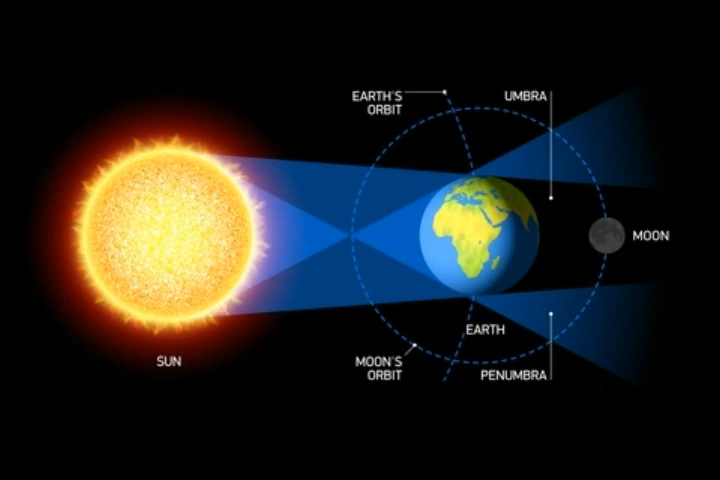 EARTH'S
ORBIT
UMBRA
MOON
EARTH
SUN
MOON'S
ORBIT
PENUMBRA